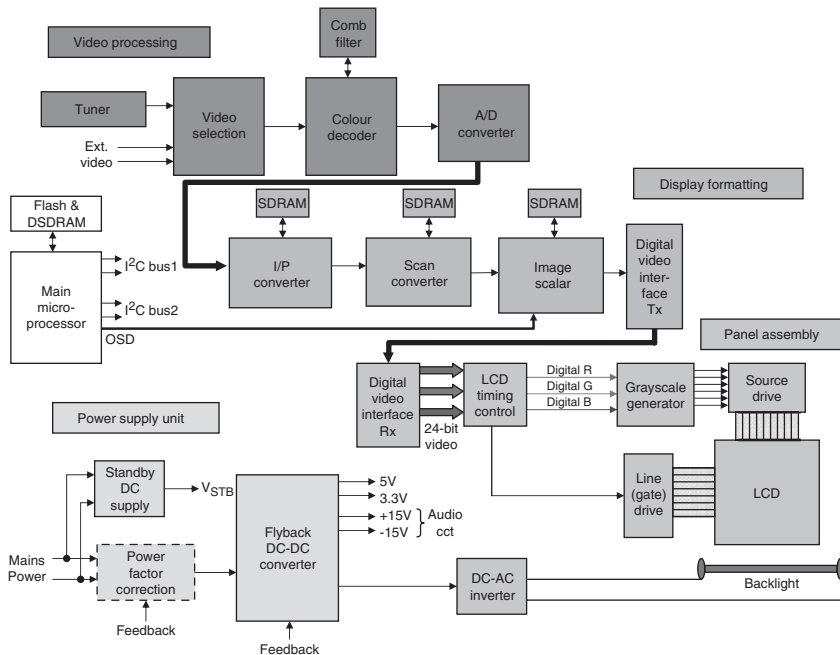 Video processing
Comb
filter
Tuner
Video
selection
Colour
decoder
A/D
converter
Ext.
video
Display formatting
Flash &
DSDRAM
SDRAM
SDRAM
SDRAM
I/P
converter
Scan
converter
Image
scalar
Digital
video
inter-
face
Tx
Main
micro-
processor
I²C bus1
I²C bus2
OSD
Panel assembly
Digital
video
interface
Rx
24-bit
video
LCD
timing
control
Digital R
Digital G
Digital B
Grayscale
generator
Source
drive
Power supply unit
Line
(gate)
drive
LCD
Standby
DC
supply
VSTB
Flyback
DC-DC
converter
5V
3.3V
+15V
-15V
Audio
cct
Mains
Power
Power
factor
correction
Feedback
Feedback
DC-AC
inverter
Backlight